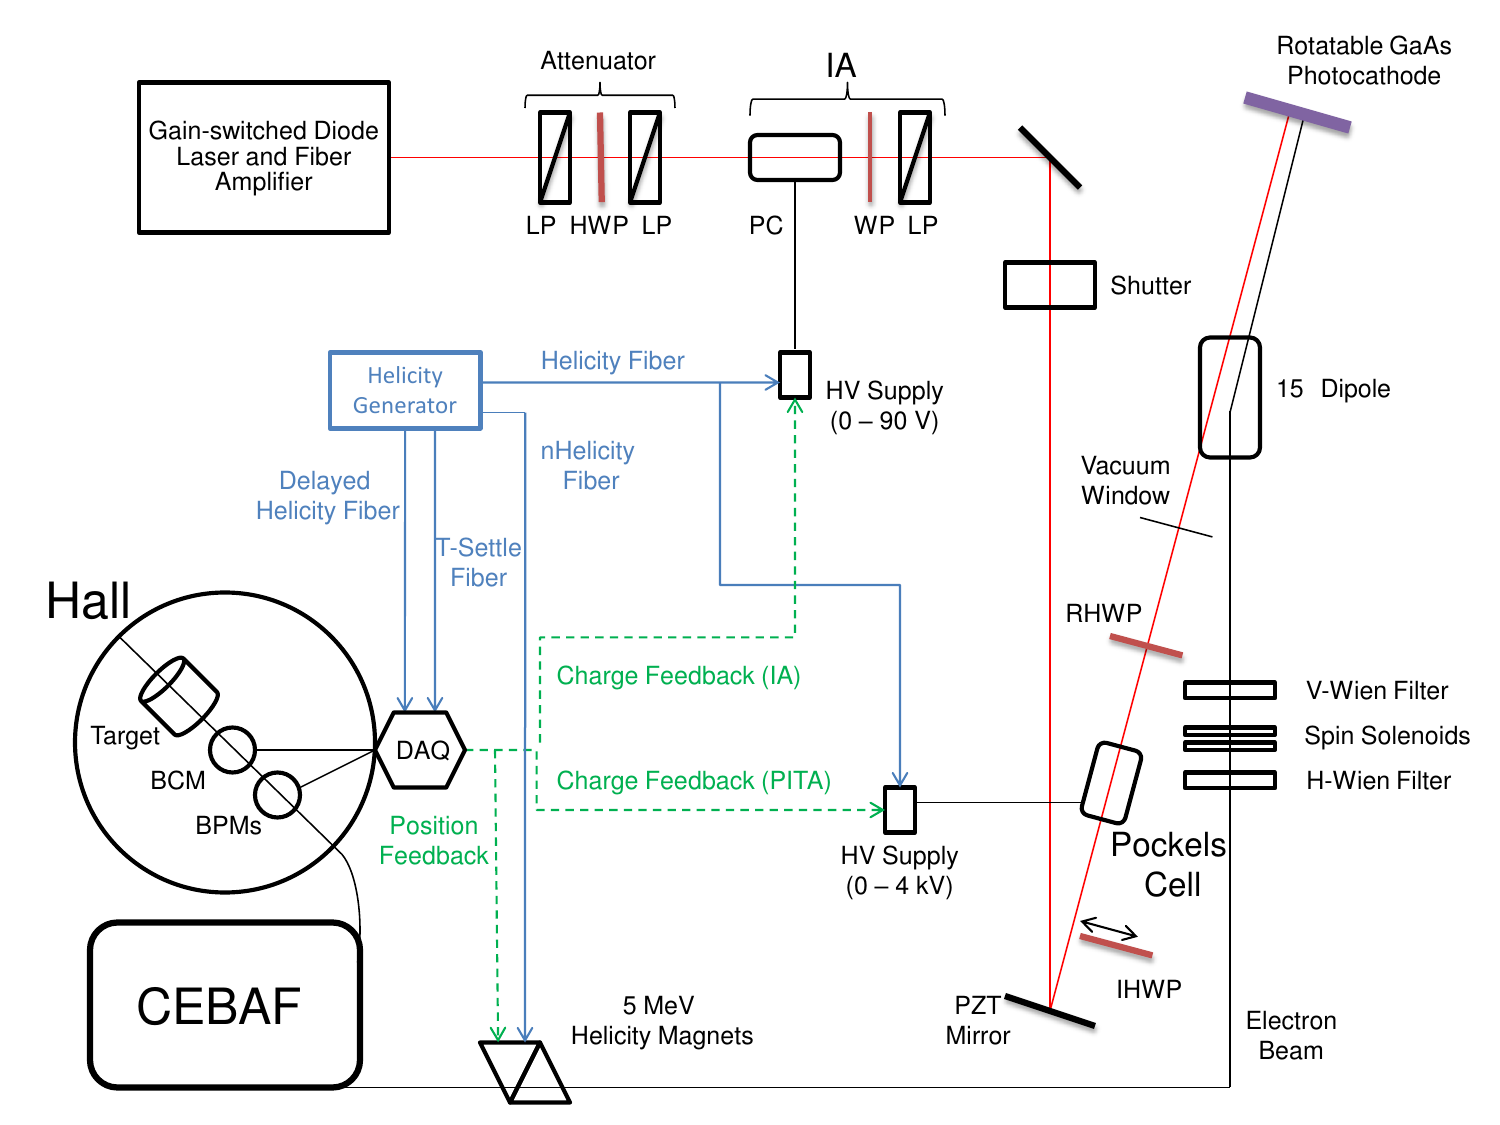 Rotatable GaAs
Photocathode
Attenuator
IA
Gain-switched Diode
Laser and Fiber
Amplifier
LP HWP LP
PC
WP LP
Shutter
Helicity
Generator
Helicity Fiber
HV Supply
(0 – 90 V)
15 Dipole
nHelicity
Fiber
Delayed
Helicity Fiber
Vacuum
Window
T-Settle
Fiber
Hall
RHWP
Charge Feedback (IA)
V-Wien Filter
Target
Spin Solenoids
DAQ
BCM
Charge Feedback (PITA)
H-Wien Filter
BPMs
Position
Feedback
HV Supply
(0 – 4 kV)
Pockels
Cell
CEBAF
IHWP
5 MeV
Helicity Magnets
PZT
Mirror
Electron
Beam